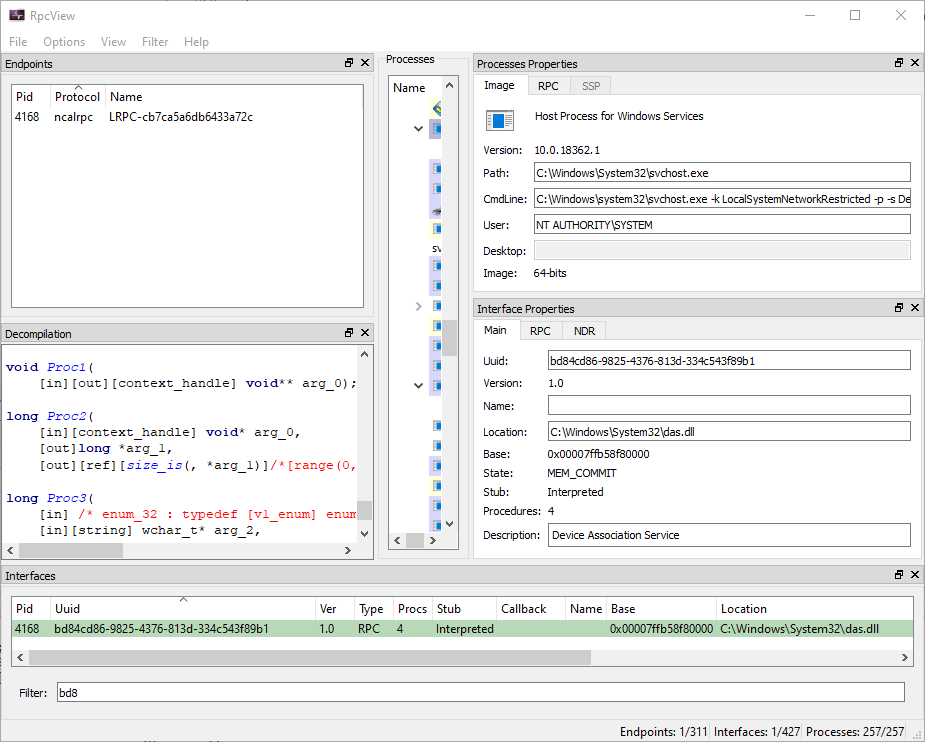 RpcView
File Options View Filter Help
Endpoints
Pid Protocol Name
4168 ncalrpc LRPC-cb7ca5a6db6433a72c
Decompilation
void Proc1(
[in][out][context_handle] void** arg_0);
long Proc2(
[in][context_handle] void* arg_0,
[out]long *arg_1,
[out][ref][size_is(, *arg_1)]/*[range(0,
long Proc3(
[in] /* enum_32 : typedef [v1_enum] enum
[in][string] wchar_t* arg_2,
Processes
Name
sv
Processes Properties
Image RPC SSP
Host Process for Windows Services
Version: 10.0.18362.1
Path: C:\Windows\System32\svchost.exe
CmdLine: C:\Windows\system32\svchost.exe -k LocalSystemNetworkRestricted -p -s De
User: NT AUTHORITY\SYSTEM
Desktop:
Image: 64-bits
Interface Properties
Main RPC NDR
Uuid: bd84cd86-9825-4376-813d-334c543f89b1
Version: 1.0
Name:
Location: C:\Windows\System32\das.dll
Base: 0x00007ffb58f80000
State: MEM_COMMIT
Stub: Interpreted
Procedures: 4
Description: Device Association Service
Interfaces
Pid Uuid Ver Type Procs Stub Callback Name Base Location
4168 bd84cd86-9825-4376-813d-334c543f89b1 1.0 RPC 4 Interpreted 0x00007ffb58f80000 C:\Windows\System32\das.dll
Filter: bd8
Endpoints: 1/311 Interfaces: 1/427 Processes: 257/257